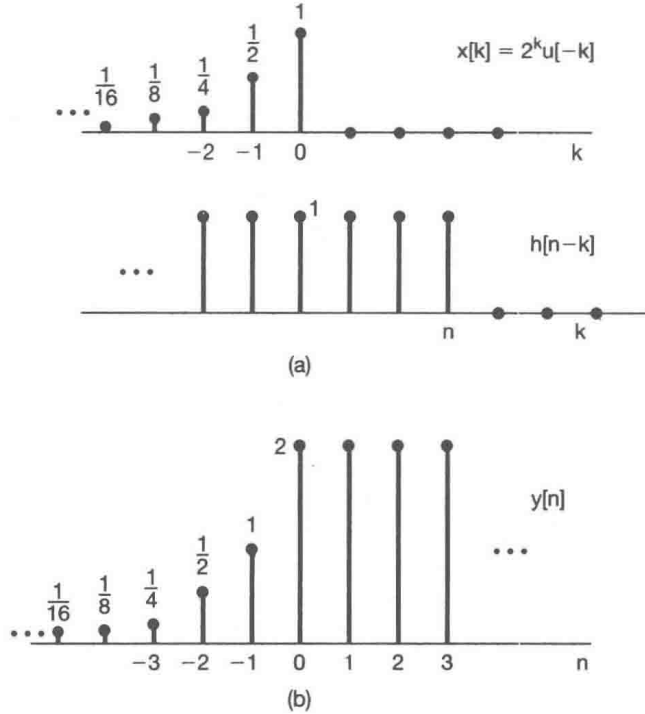 1
1/16 1/8 1/4 1/2
x[k] = 2^k u[−k]
...
−2 −1 0 k
1
h[n−k]
...
n k
(a)
2
y[n]
1/16 1/8 1/4 1/2 1
...
...
−3 −2 −1 0 1 2 3 n
(b)